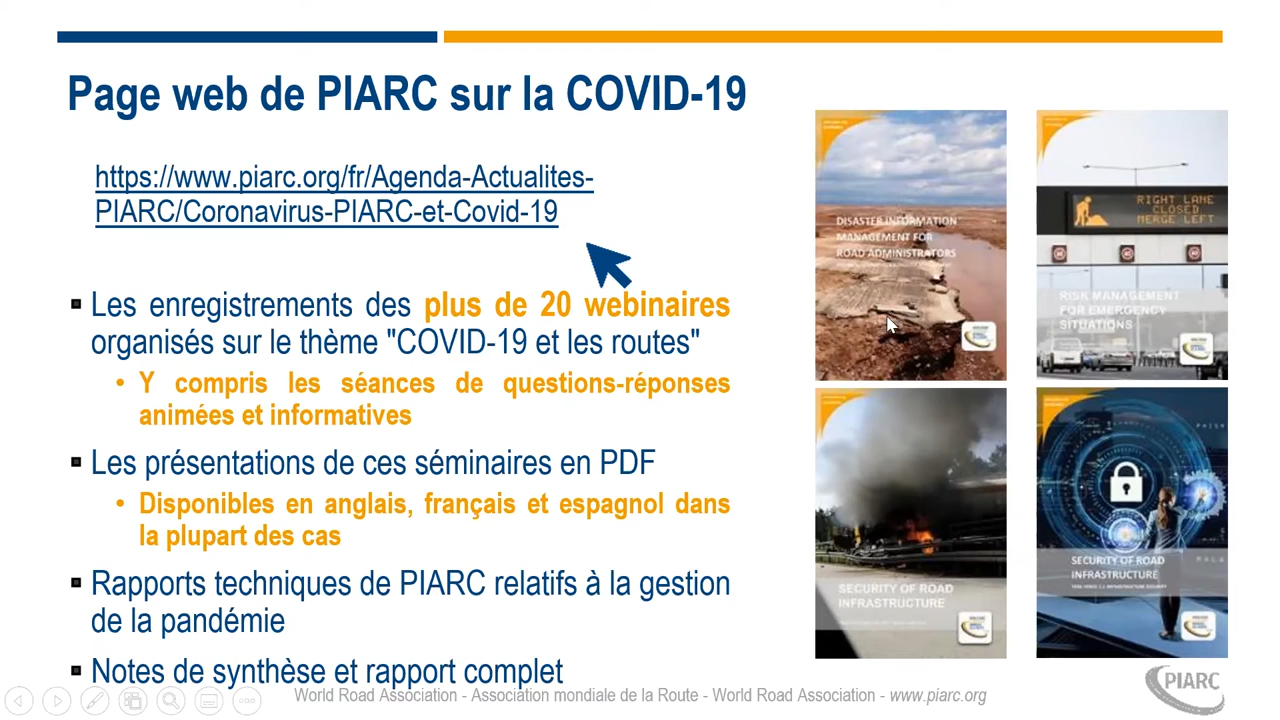 Page web de PIARC sur la COVID-19
https://www.piarc.org/fr/Agenda-Actualites-
PIARC/Coronavirus-PIARC-et-Covid-19
Les enregistrements des plus de 20 webinaires
organisés sur le thème "COVID-19 et les routes"
• Y compris les séances de questions-réponses
animées et informatives
Les présentations de ces séminaires en PDF
• Disponibles en anglais, français et espagnol dans
la plupart des cas
Rapports techniques de PIARC relatifs à la gestion
de la pandémie
Notes de synthèse et rapport complet
DISASTER INFORMATION
MANAGEMENT FOR
ROAD ADMINISTRATORS
RIGHT LANE
CLOSED
MERGE LEFT
RISK MANAGEMENT
FOR EMERGENCY
SITUATIONS
SECURITY OF ROAD
INFRASTRUCTURE
SECURITY OF ROAD
INFRASTRUCTURE
World Road Association - Association mondiale de la Route - World Road Association - www.piarc.org
PIARC